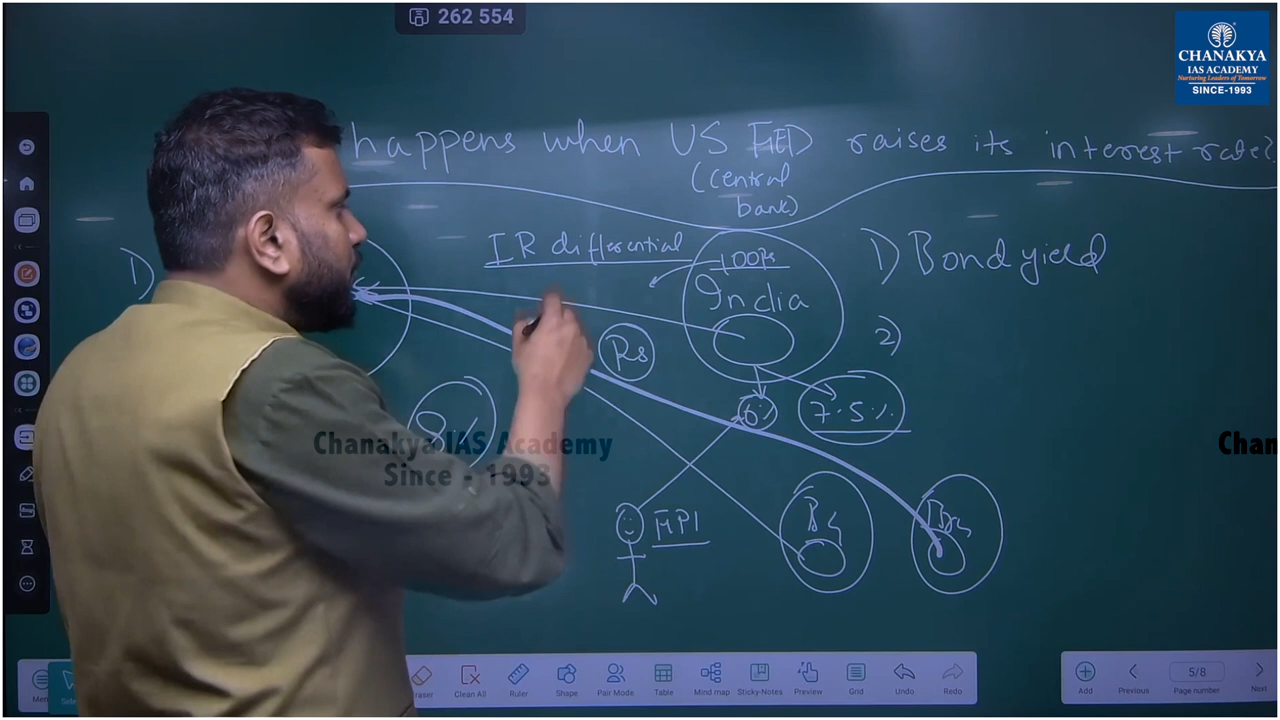 262 554
CHANAKYA
IAS ACADEMY
Nurturing Leaders of Tomorrow
SINCE-1993
happens when US FED raises its interest rate?
(central
bank)
1)
IR differential
India
1) Bond yield
2)
Rs
8%
6%
7.5%
FPI
Chanakya IAS Academy
Since - 1993
Chan
Eraser
Clean All
Ruler
Shape
Pair Mode
Table
Mind map
Sticky-Notes
Preview
Grid
Undo
Redo
Add
Previous
5/8
Page number
Next